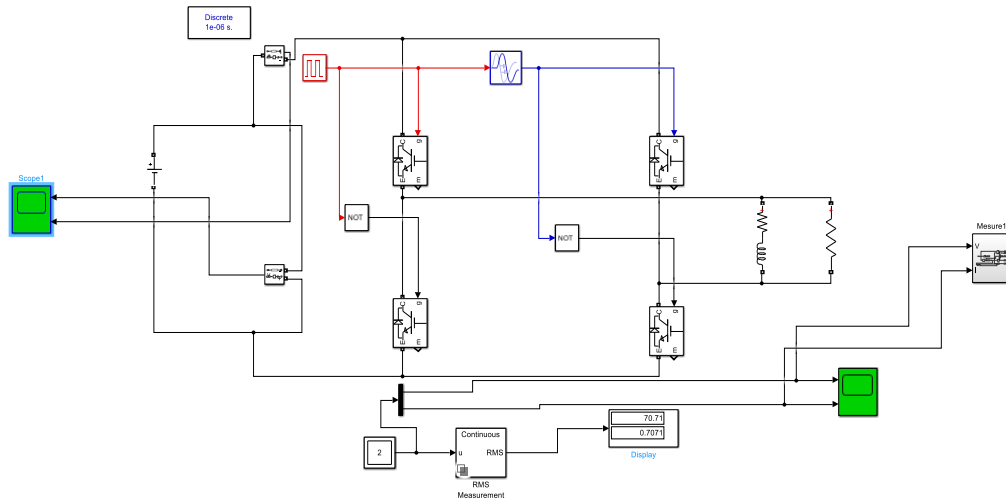 Discrete
1e-06 s.
Scope1
+
C
g
E
m
C
g
E
m
NOT
NOT
C
g
E
m
C
g
E
m
+
+
Mesure1
V
I
2
Continuous
u
RMS
RMS
Measurement
70.71
0.7071
Display